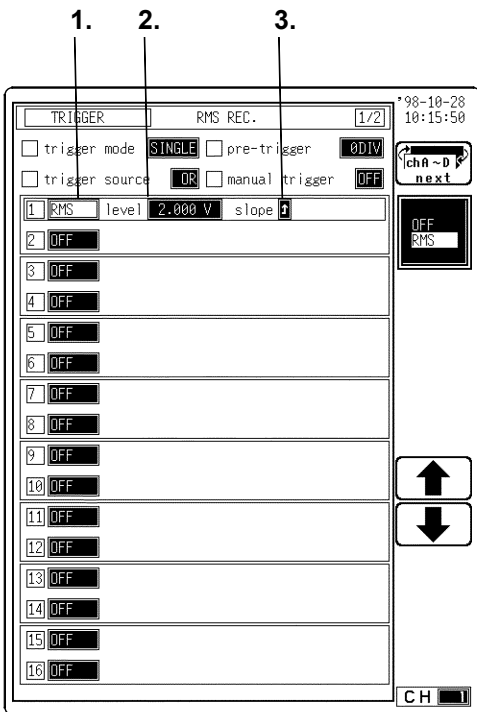 1. 2. 3.
'98-10-28
TRIGGER RMS REC. 1/2 10:15:50
trigger mode SINGLE pre-trigger 0DIV
chA~D
next
trigger source OR manual trigger OFF
1 RMS level 2.000 V slope ↑
OFF
RMS
2 OFF
3 OFF
4 OFF
5 OFF
6 OFF
7 OFF
8 OFF
9 OFF
10 OFF
11 OFF
12 OFF
13 OFF
14 OFF
15 OFF
16 OFF
CH 1